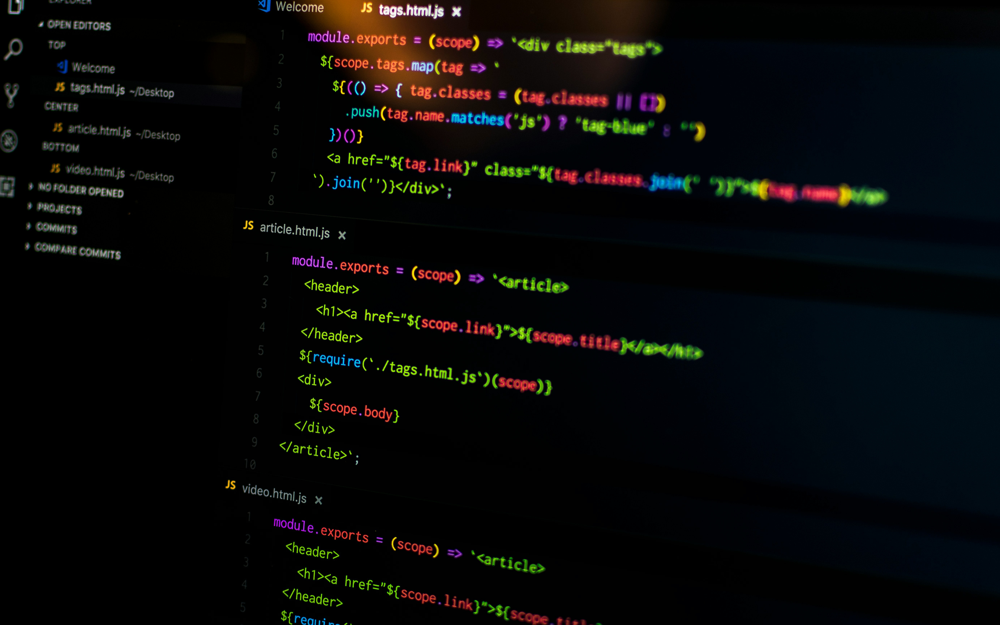 EXPLORER
OPEN EDITORS
TOP
Welcome
tags.html.js ~/Desktop
CENTER
JS article.html.js ~/Desktop
BOTTOM
JS video.html.js ~/Desktop
NO FOLDER OPENED
PROJECTS
COMMITS
COMPARE COMMITS
Welcome
JS tags.html.js ×
1 module.exports = (scope) => `<div class="tags">
2 ${scope.tags.map(tag => `
3 ${(() => { tag.classes = (tag.classes || [])
4 .push(tag.name.matches('js') ? 'tag-blue' : '')
5 })()}
6 <a href="${tag.link}" class="${tag.classes.join(' ')}">${tag.name}</a>
7 `).join('')}</div>`;
8
JS article.html.js ×
1 module.exports = (scope) => `<article>
2 <header>
3 <h1><a href="${scope.link}">${scope.title}</a></h1>
4 </header>
5 ${require(`./tags.html.js`)(scope)}
6 <div>
7 ${scope.body}
8 </div>
9 </article>`;
10
JS video.html.js ×
1 module.exports = (scope) => `<article>
2 <header>
3 <h1><a href="${scope.link}">${scope.title
4 </header>
5 ${require(`